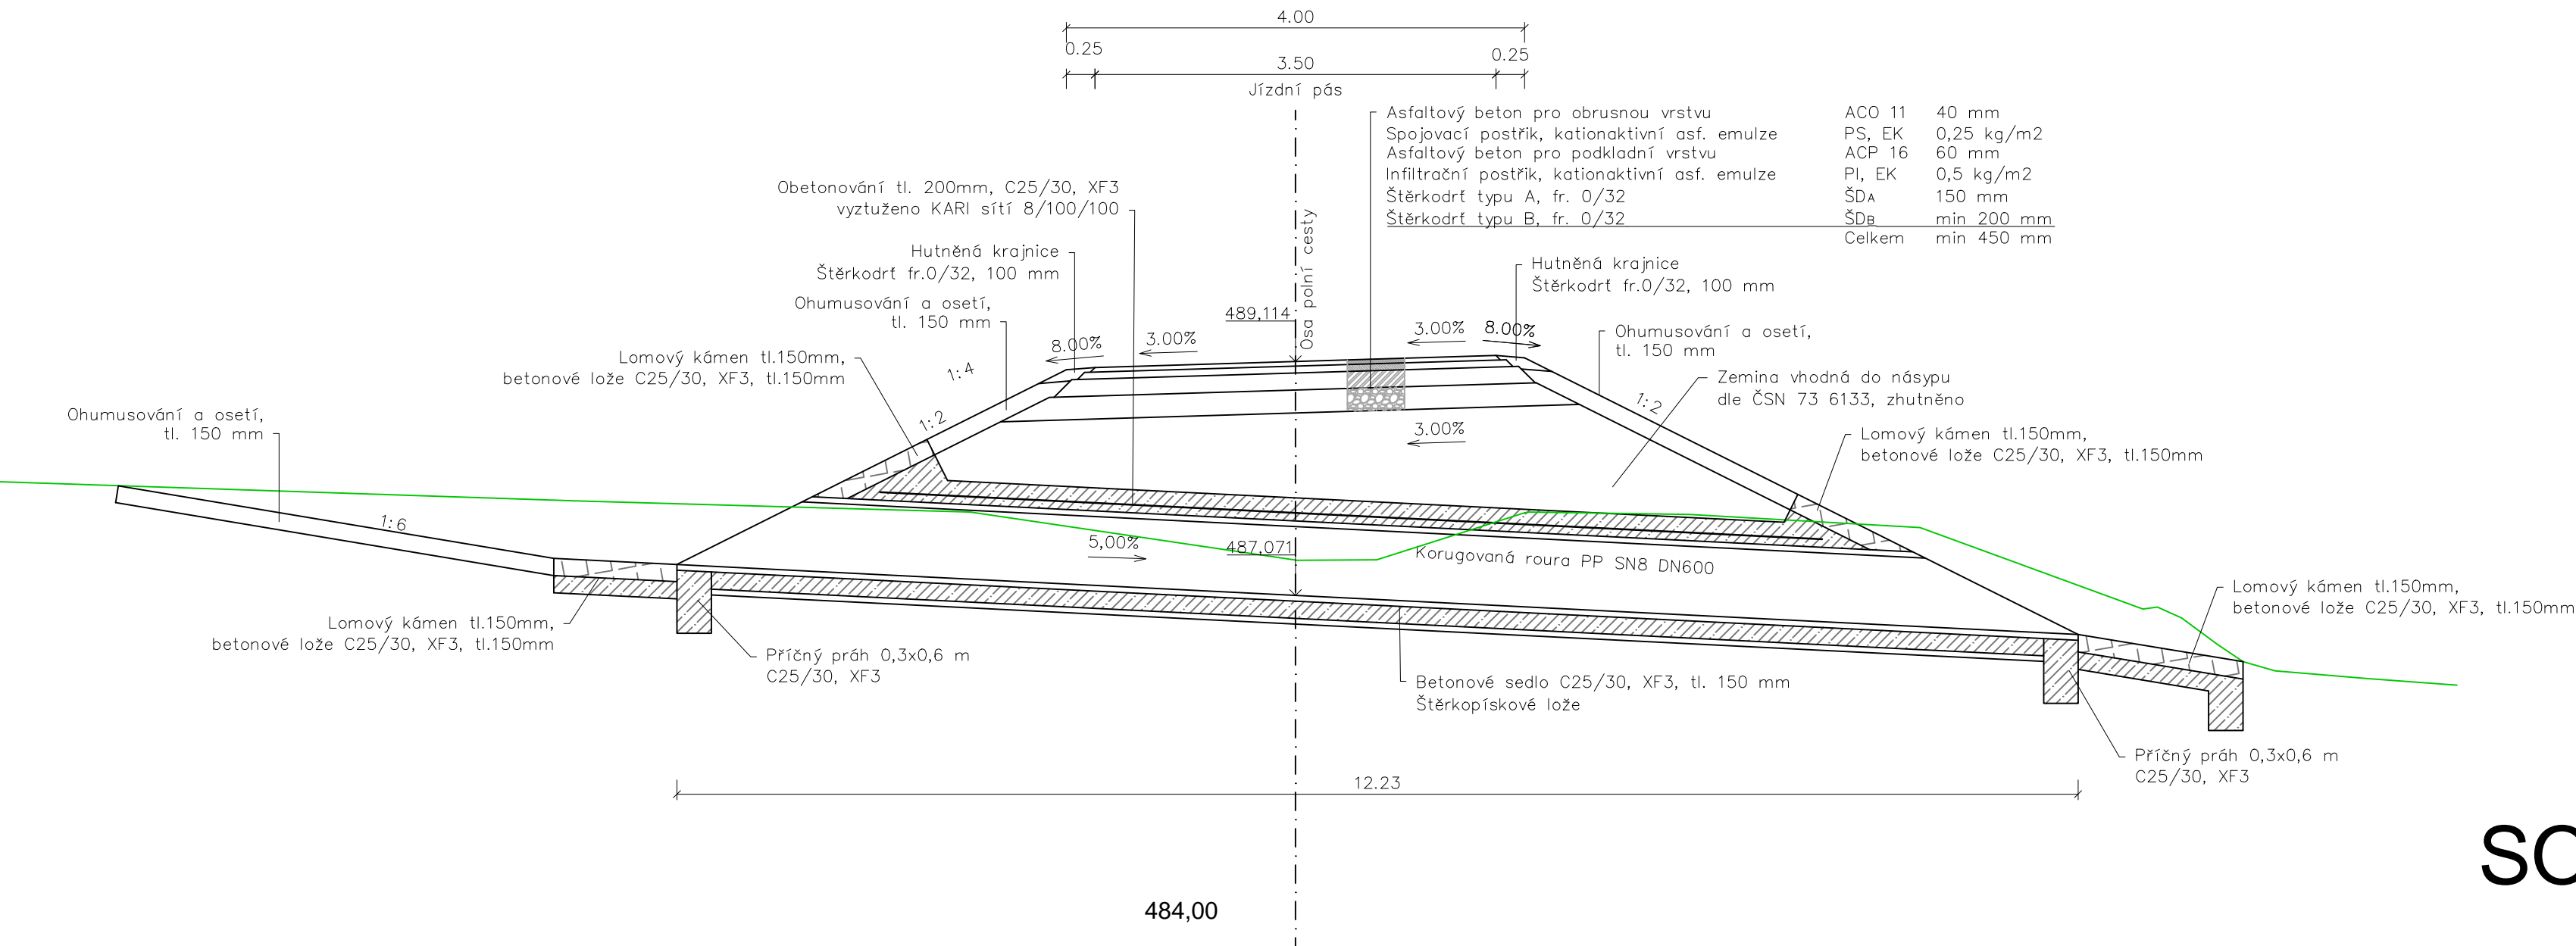 4.00
0.25
0.25
3.50
Jízdní pás
Asfaltový beton pro obrusnou vrstvu ACO 11 40 mm
Spojovací postřik, kationaktivní asf. emulze PS, EK 0,25 kg/m2
Asfaltový beton pro podkladní vrstvu ACP 16 60 mm
Infiltrační postřik, kationaktivní asf. emulze PI, EK 0,5 kg/m2
Štěrkodrť typu A, fr. 0/32 ŠDA 150 mm
Štěrkodrť typu B, fr. 0/32 ŠDB min 200 mm
Celkem min 450 mm
Obetonování tl. 200mm, C25/30, XF3
vyztuženo KARI sítí 8/100/100
Osa polní cesty
Hutněná krajnice
Štěrkodrť fr.0/32, 100 mm
Hutněná krajnice
Štěrkodrť fr.0/32, 100 mm
Ohumusování a osetí,
tl. 150 mm
489,114
8.00%
3.00%
3.00%
8.00%
Ohumusování a osetí,
tl. 150 mm
Lomový kámen tl.150mm,
betonové lože C25/30, XF3, tl.150mm
1:4
Zemina vhodná do násypu
dle ČSN 73 6133, zhutněno
1:2
1:2
Ohumusování a osetí,
tl. 150 mm
3.00%
Lomový kámen tl.150mm,
betonové lože C25/30, XF3, tl.150mm
1:6
5,00%
487,071
Korugovaná roura PP SN8 DN600
Lomový kámen tl.150mm,
betonové lože C25/30, XF3, tl.150mm
Lomový kámen tl.150mm,
betonové lože C25/30, XF3, tl.150mm
Příčný práh 0,3x0,6 m
C25/30, XF3
Betonové sedlo C25/30, XF3, tl. 150 mm
Štěrkopískové lože
Příčný práh 0,3x0,6 m
C25/30, XF3
12.23
SO
484,00